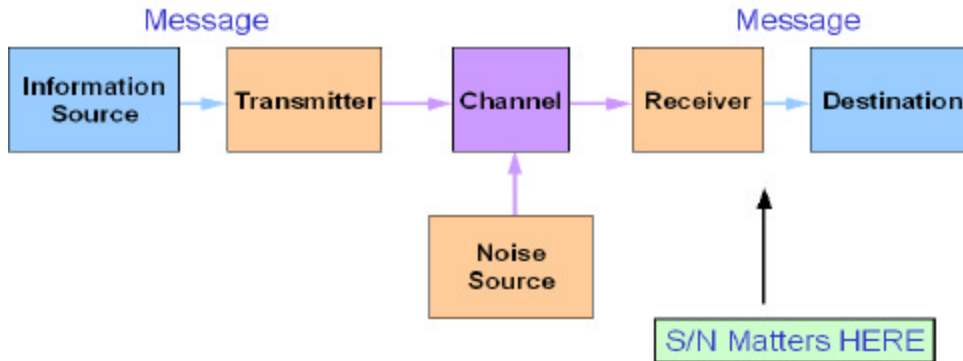 Message
Message
Information
Source
Transmitter
Channel
Receiver
Destination
Noise
Source
S/N Matters HERE